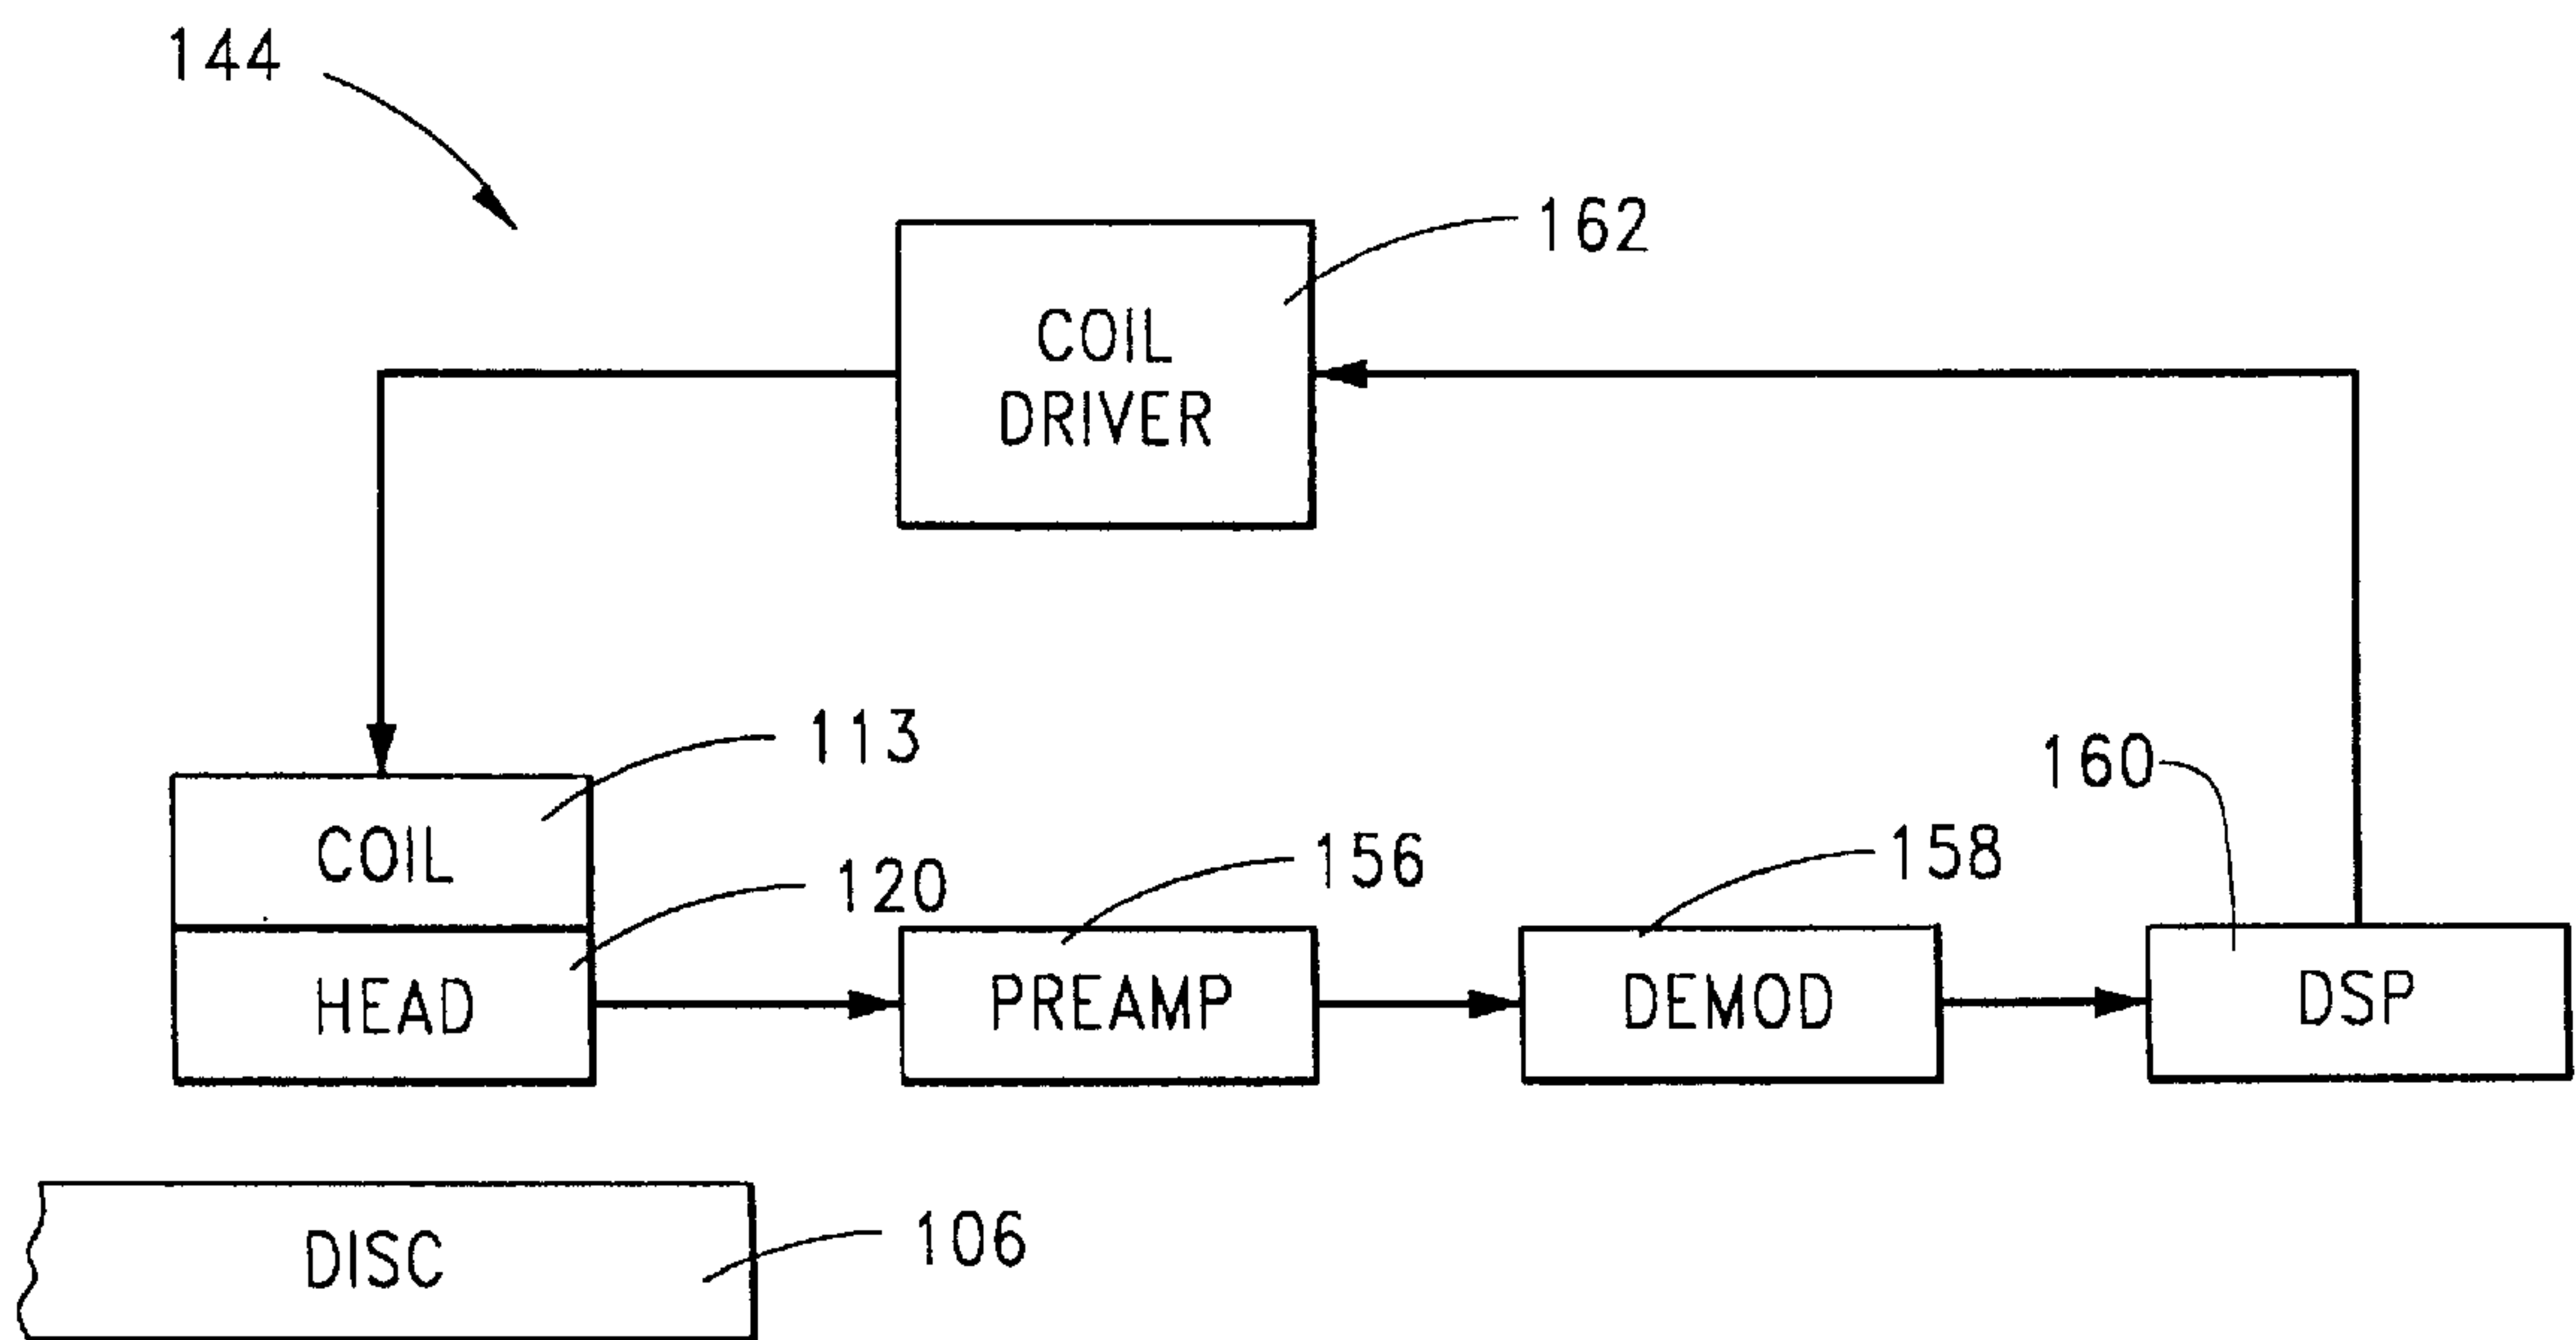 144
162
COIL
DRIVER
113
COIL
160
120
156
158
HEAD
PREAMP
DEMOD
DSP
DISC
106